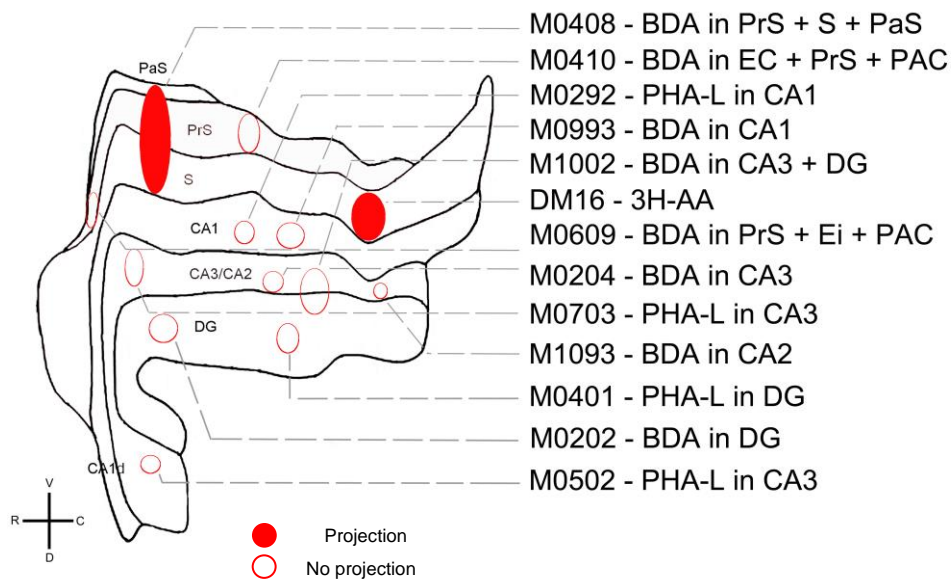 M0408 - BDA in PrS + S + PaS
M0410 - BDA in EC + PrS + PAC
M0292 - PHA-L in CA1
M0993 - BDA in CA1
M1002 - BDA in CA3 + DG
DM16 - 3H-AA
M0609 - BDA in PrS + Ei + PAC
M0204 - BDA in CA3
M0703 - PHA-L in CA3
M1093 - BDA in CA2
M0401 - PHA-L in DG
M0202 - BDA in DG
M0502 - PHA-L in CA3
PaS
PrS
S
CA1
CA3/CA2
DG
CA1d
V
R C
D
Projection
No projection